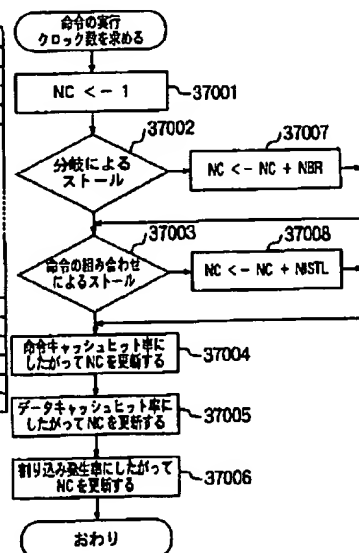 命令の実行
クロック数を求める
NC <- 1
37001
37002
分岐による
ストール
37007
NC <- NC + NBR
37003
命令の組み合わせ
によるストール
37008
NC <- NC + NISTL
命令キャッシュヒット率に
したがってNCを更新する
37004
データキャッシュヒット率に
したがってNCを更新する
37005
割り込み発生率にしたがって
NCを更新する
37006
おわり